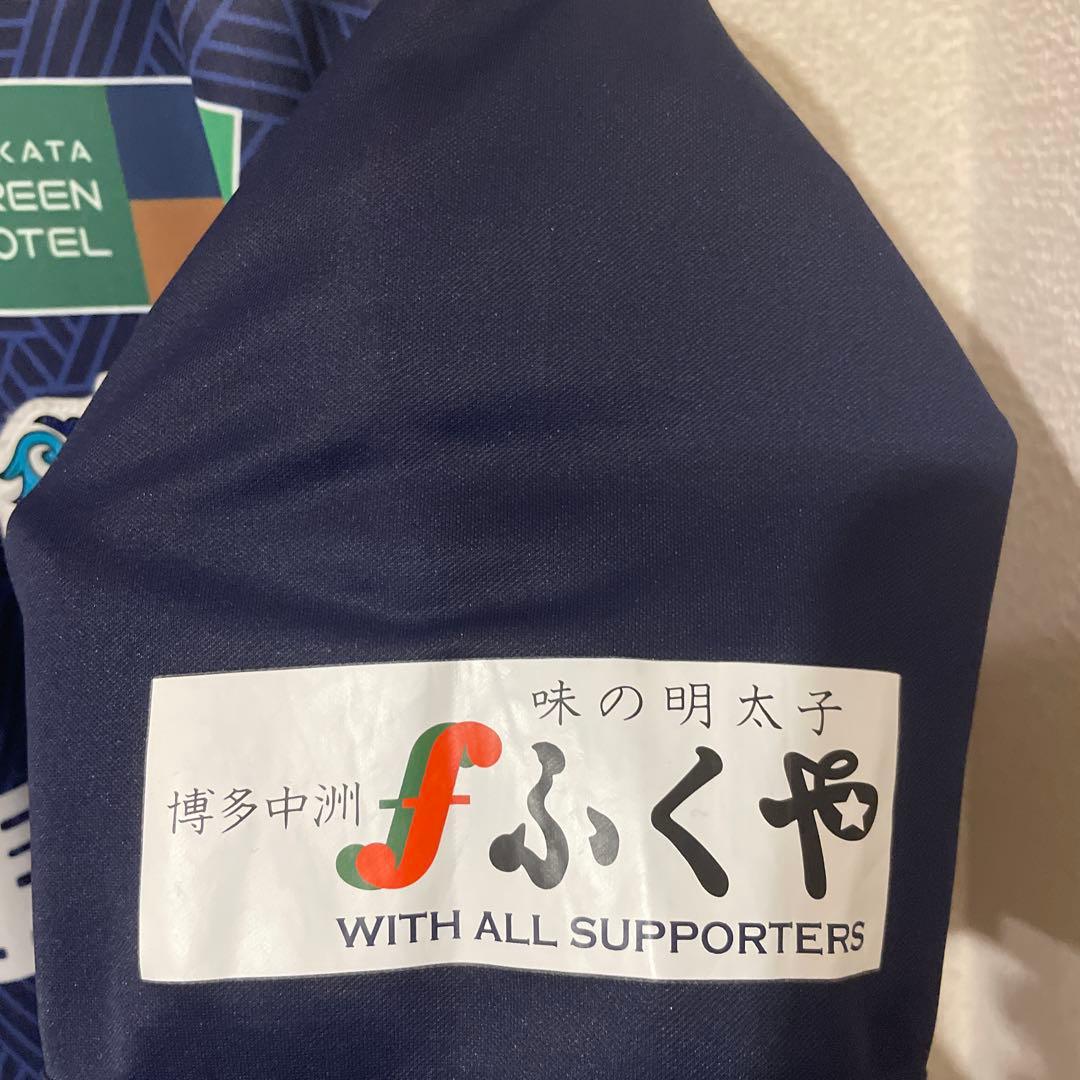 KATA
REEN
OTEL
味の明太子
博多中洲 f ふくや
WITH ALL SUPPORTERS